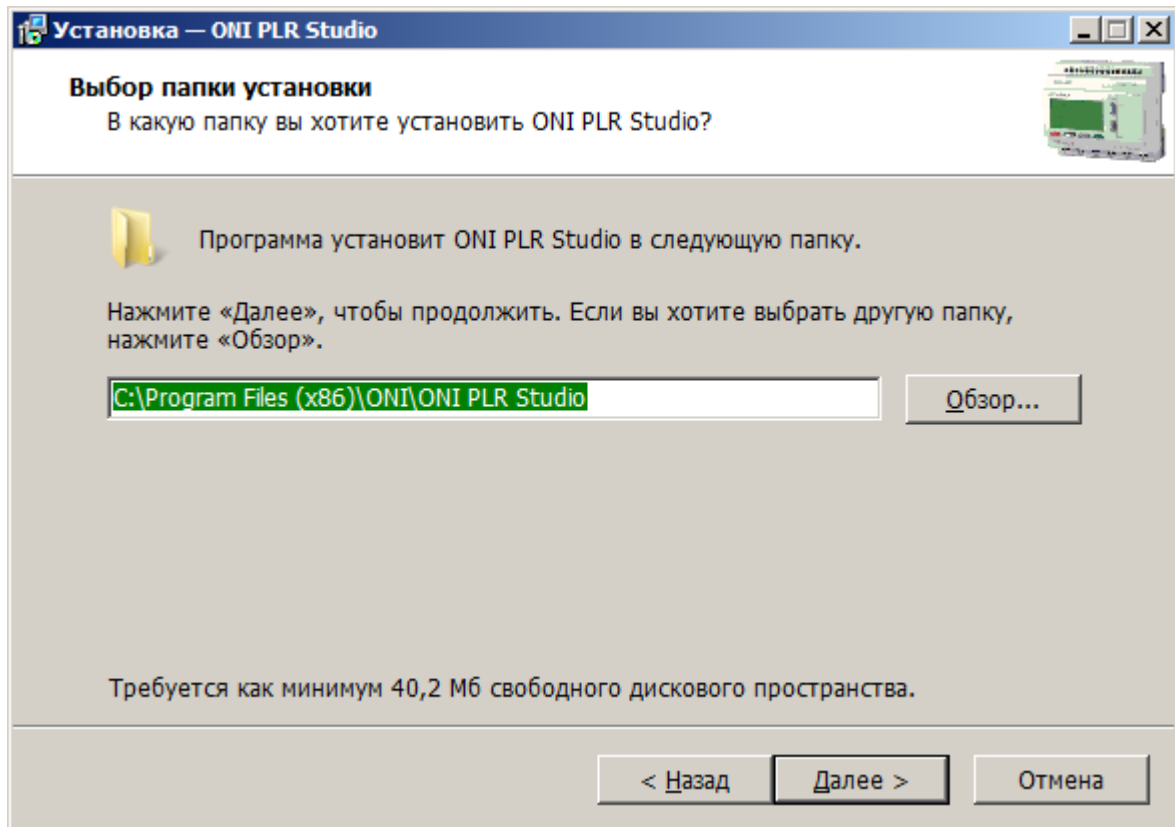 Установка — ONI PLR Studio
Выбор папки установки
В какую папку вы хотите установить ONI PLR Studio?
Программа установит ONI PLR Studio в следующую папку.
Нажмите «Далее», чтобы продолжить. Если вы хотите выбрать другую папку,
нажмите «Обзор».
C:\Program Files (x86)\ONI\ONI PLR Studio
Обзор...
Требуется как минимум 40,2 Мб свободного дискового пространства.
< Назад
Далее >
Отмена